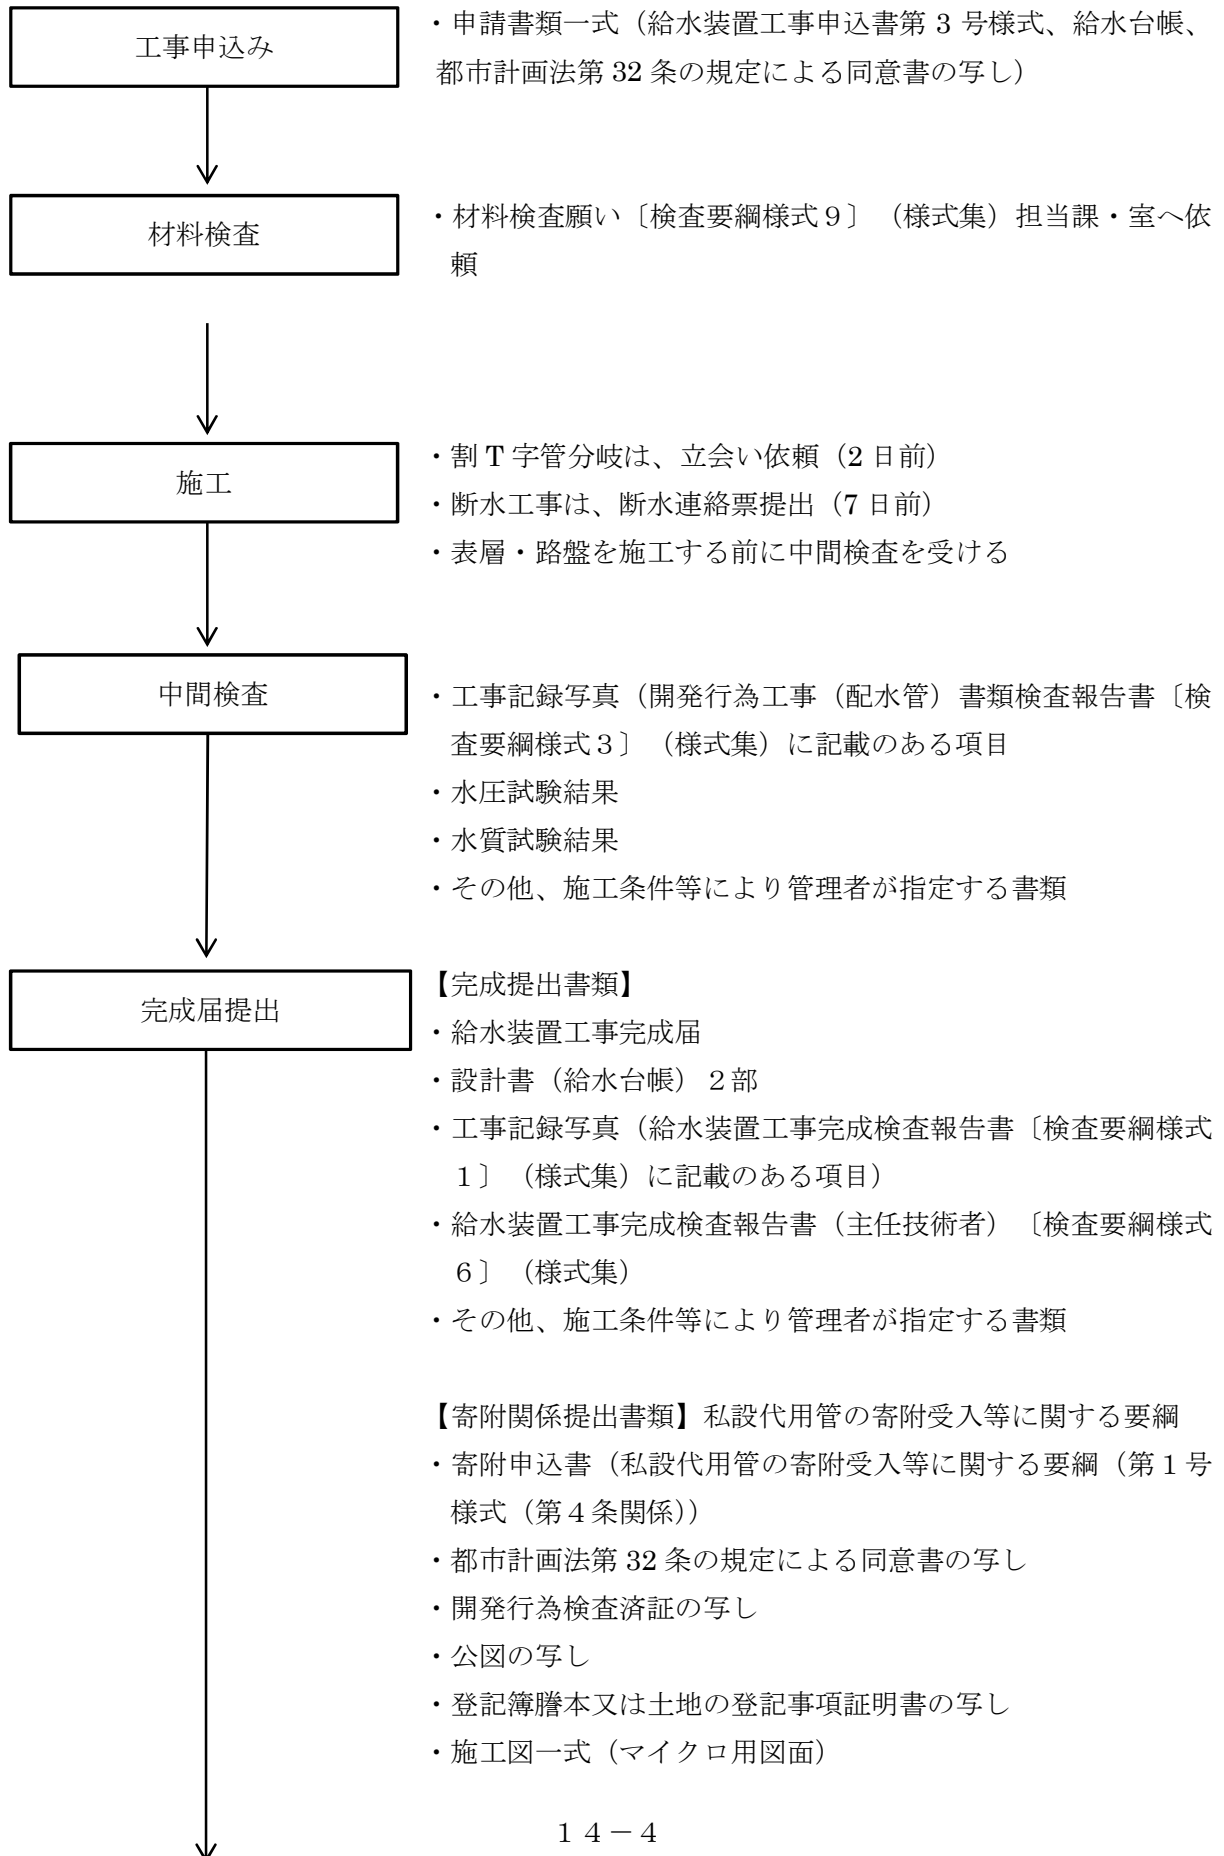 工事申込み
・申請書類一式（給水装置工事申込書第 3 号様式、給水台帳、
都市計画法第 32 条の規定による同意書の写し）
材料検査
・材料検査願い〔検査要綱様式９〕（様式集）担当課・室へ依
頼
施工
・割 T 字管分岐は、立会い依頼（2 日前）
・断水工事は、断水連絡票提出（7 日前）
・表層・路盤を施工する前に中間検査を受ける
中間検査
・工事記録写真（開発行為工事（配水管）書類検査報告書〔検
査要綱様式３〕（様式集）に記載のある項目
・水圧試験結果
・水質試験結果
・その他、施工条件等により管理者が指定する書類
完成届提出
【完成提出書類】
・給水装置工事完成届
・設計書（給水台帳）２部
・工事記録写真（給水装置工事完成検査報告書〔検査要綱様式
１〕（様式集）に記載のある項目）
・給水装置工事完成検査報告書（主任技術者）〔検査要綱様式
６〕（様式集）
・その他、施工条件等により管理者が指定する書類
【寄附関係提出書類】私設代用管の寄附受入等に関する要綱
・寄附申込書（私設代用管の寄附受入等に関する要綱（第１号
様式（第４条関係））
・都市計画法第 32 条の規定による同意書の写し
・開発行為検査済証の写し
・公図の写し
・登記簿謄本又は土地の登記事項証明書の写し
・施工図一式（マイクロ用図面）
１４－４